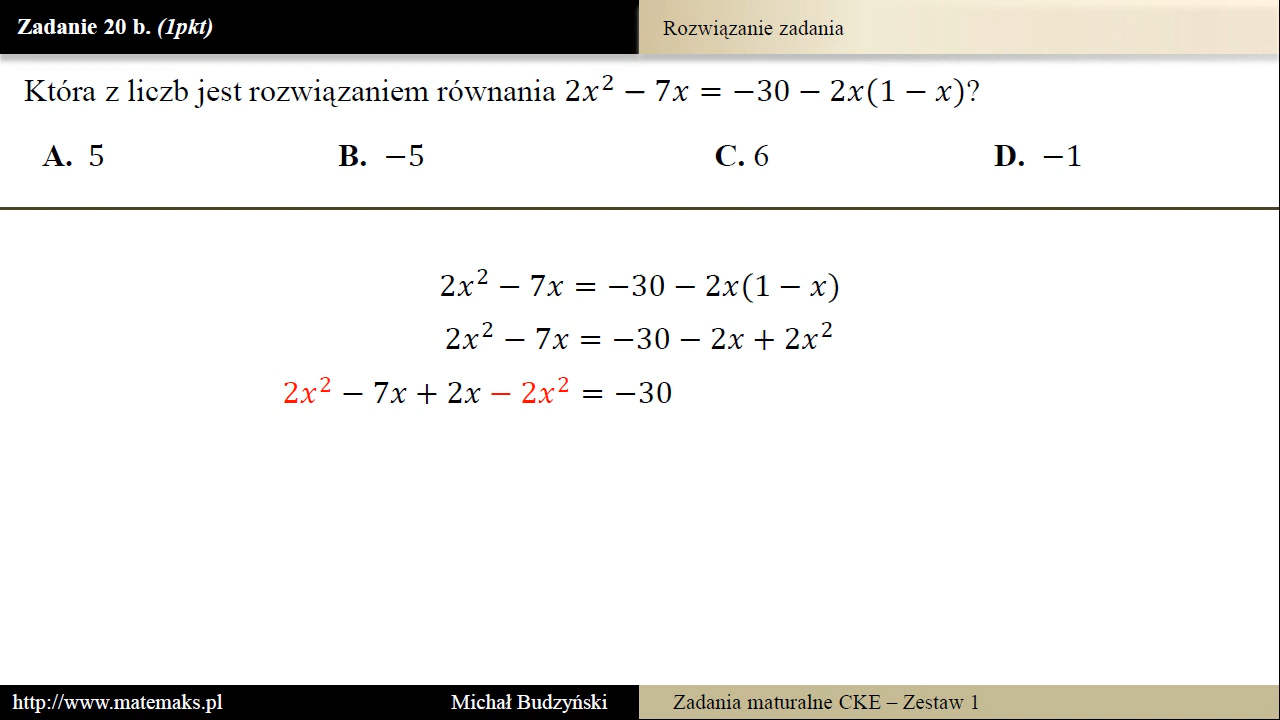 Zadanie 20 b. (1pkt)
Rozwiązanie zadania
Która z liczb jest rozwiązaniem równania 2x² − 7x = −30 − 2x(1 − x)?
A. 5 B. −5 C. 6 D. −1
2x² − 7x = −30 − 2x(1 − x)
2x² − 7x = −30 − 2x + 2x²
2x² − 7x + 2x − 2x² = −30
http://www.matemaks.pl Michał Budzyński Zadania maturalne CKE – Zestaw 1